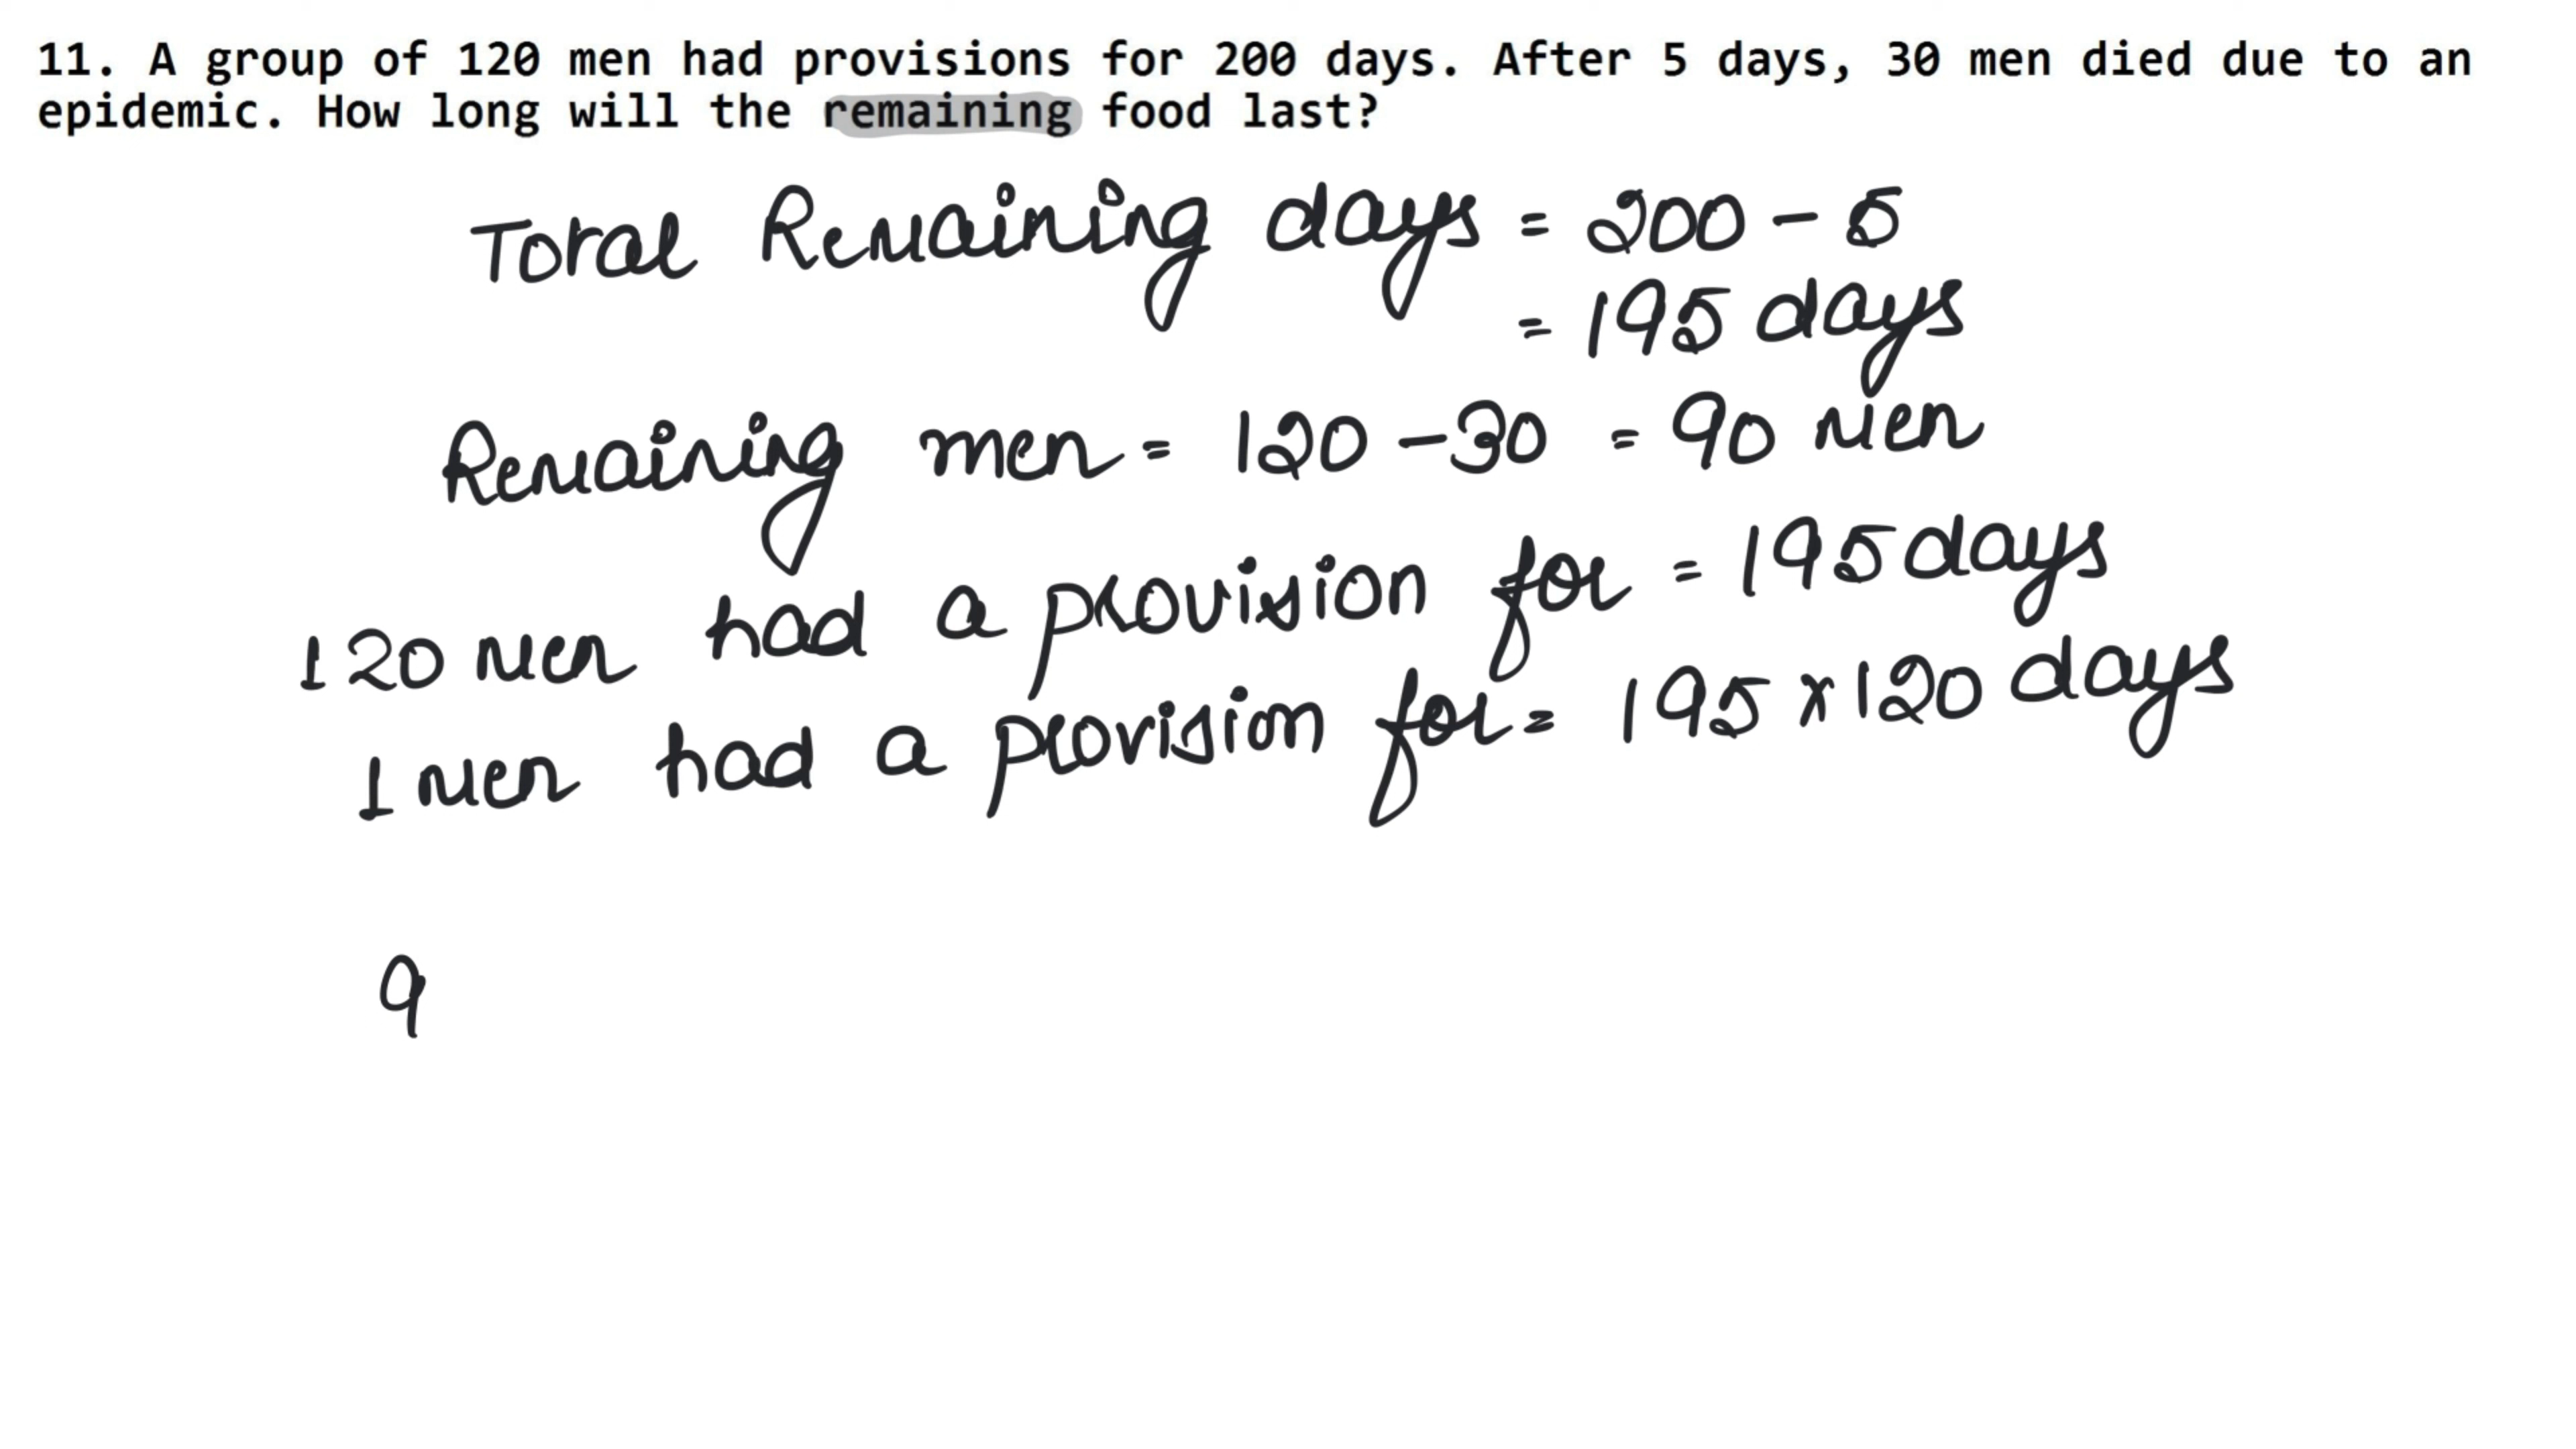 11. A group of 120 men had provisions for 200 days. After 5 days, 30 men died due to an
epidemic. How long will the remaining food last?
Total Remaining days = 200 - 5
= 195 days
Remaining men = 120 - 30 = 90 Men
120 Men had a provision for = 195 days
1 Men had a provision for = 195 x 120 days
9